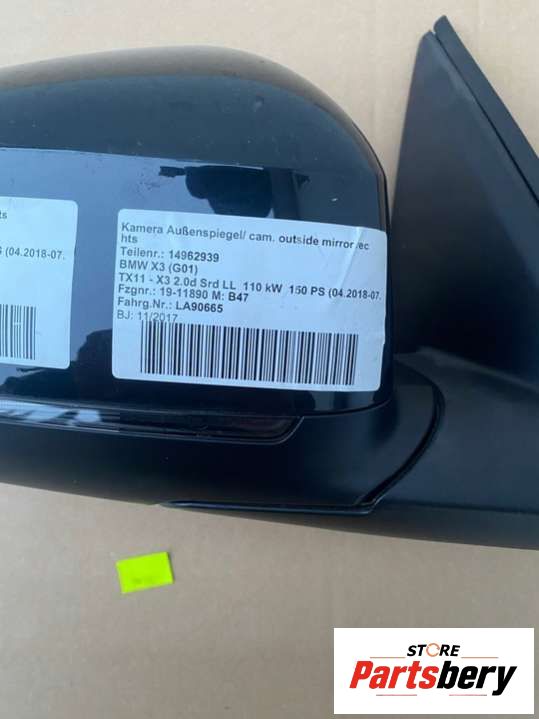 hts
S (04.2018-07.
Kamera Außenspiegel/ cam. outside mirror rec
hts
Teilenr.: 14962939
BMW X3 (G01)
TX11 - X3 2.0d Srd LL 110 kW 150 PS (04.2018-07.
Fzgnr.: 19-11890 M: B47
Fahrg.Nr.: LA90665
BJ: 11/2017
STORE
Partsbery